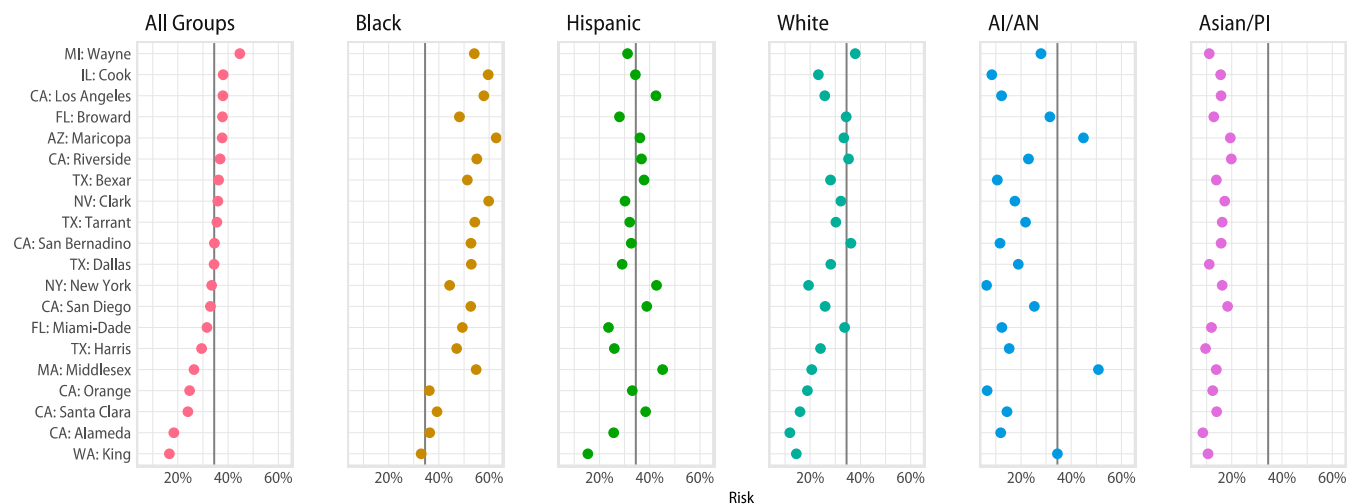 All Groups Black Hispanic White AI/AN Asian/PI
MI: Wayne
IL: Cook
CA: Los Angeles
FL: Broward
AZ: Maricopa
CA: Riverside
TX: Bexar
NV: Clark
TX: Tarrant
CA: San Bernadino
TX: Dallas
NY: New York
CA: San Diego
FL: Miami-Dade
TX: Harris
MA: Middlesex
CA: Orange
CA: Santa Clara
CA: Alameda
WA: King
20% 40% 60% 20% 40% 60% 20% 40% 60% 20% 40% 60% 20% 40% 60% 20% 40% 60%
Risk